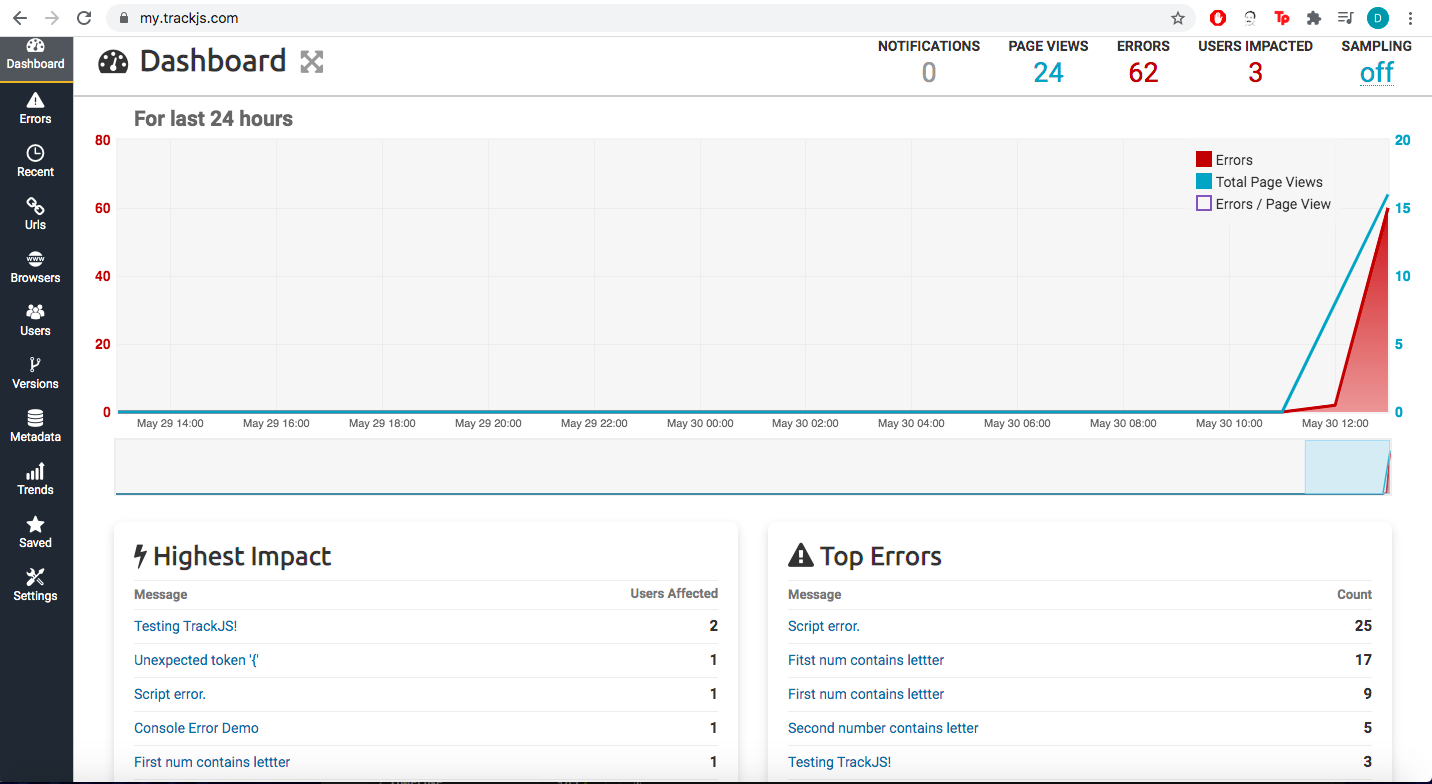 my.trackjs.com
Tp
D
Dashboard
Errors
Recent
Urls
www
Browsers
Users
Versions
Metadata
Trends
Saved
Settings
Dashboard
NOTIFICATIONS PAGE VIEWS ERRORS USERS IMPACTED SAMPLING
0 24 62 3 off
For last 24 hours
80 20
60 15
40 10
20 5
0 0
Errors
Total Page Views
Errors / Page View
May 29 14:00 May 29 16:00 May 29 18:00 May 29 20:00 May 29 22:00 May 30 00:00 May 30 02:00 May 30 04:00 May 30 06:00 May 30 08:00 May 30 10:00 May 30 12:00
Highest Impact
Message Users Affected
Testing TrackJS! 2
Unexpected token '{' 1
Script error. 1
Console Error Demo 1
First num contains lettter 1
Top Errors
Message Count
Script error. 25
Fitst num contains lettter 17
First num contains lettter 9
Second number contains letter 5
Testing TrackJS! 3